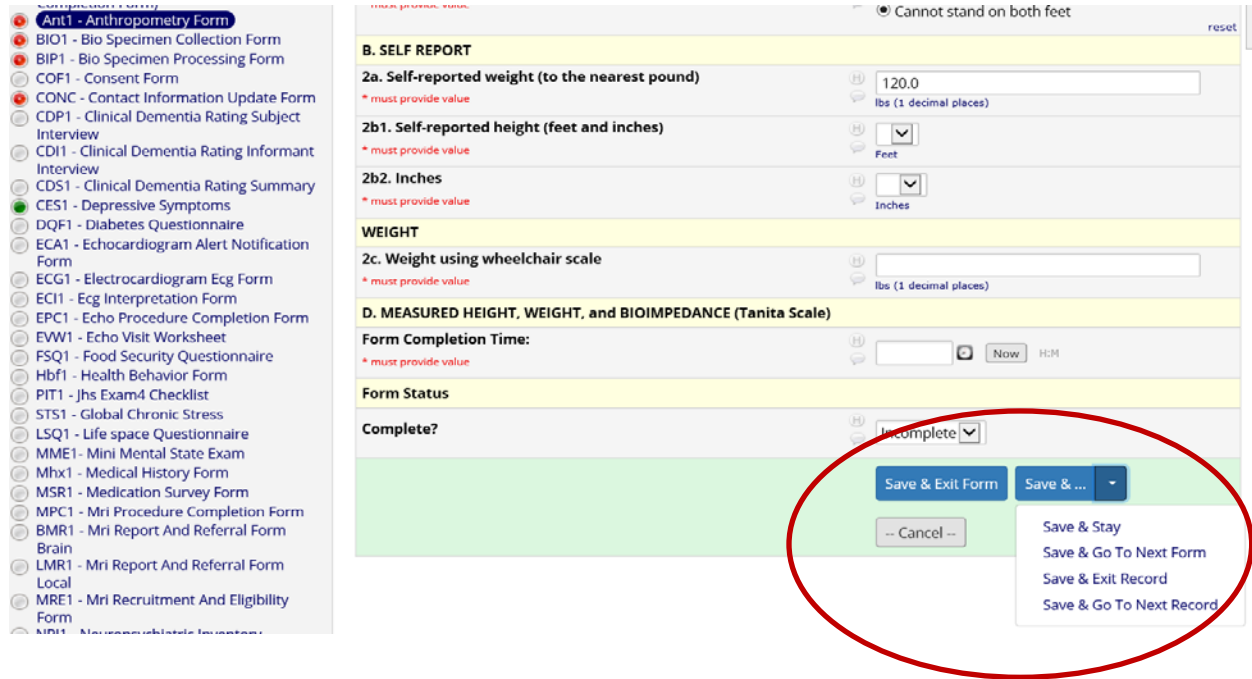 Completion Form)
Ant1 - Anthropometry Form
BIO1 - Bio Specimen Collection Form
BIP1 - Bio Specimen Processing Form
COF1 - Consent Form
CONC - Contact Information Update Form
CDP1 - Clinical Dementia Rating Subject
Interview
CDI1 - Clinical Dementia Rating Informant
Interview
CDS1 - Clinical Dementia Rating Summary
CES1 - Depressive Symptoms
DQF1 - Diabetes Questionnaire
ECA1 - Echocardiogram Alert Notification
Form
ECG1 - Electrocardiogram Ecg Form
ECI1 - Ecg Interpretation Form
EPC1 - Echo Procedure Completion Form
EVW1 - Echo Visit Worksheet
FSQ1 - Food Security Questionnaire
Hbf1 - Health Behavior Form
PIT1 - Jhs Exam4 Checklist
STS1 - Global Chronic Stress
LSQ1 - Life space Questionnaire
MME1- Mini Mental State Exam
Mhx1 - Medical History Form
MSR1 - Medication Survey Form
MPC1 - Mri Procedure Completion Form
BMR1 - Mri Report And Referral Form
Brain
LMR1 - Mri Report And Referral Form
Local
MRE1 - Mri Recruitment And Eligibility
Form
NPI1 - Neuropsychiatric Inventory
* must provide value
Cannot stand on both feet
reset
B. SELF REPORT
2a. Self-reported weight (to the nearest pound)
* must provide value
H
120.0
lbs (1 decimal places)
2b1. Self-reported height (feet and inches)
* must provide value
H
Feet
2b2. Inches
* must provide value
H
Inches
WEIGHT
2c. Weight using wheelchair scale
* must provide value
H
lbs (1 decimal places)
D. MEASURED HEIGHT, WEIGHT, and BIOIMPEDANCE (Tanita Scale)
Form Completion Time:
* must provide value
H
Now H:M
Form Status
Complete?
H
Incomplete
Save & Exit Form Save & ...
-- Cancel --
Save & Stay
Save & Go To Next Form
Save & Exit Record
Save & Go To Next Record